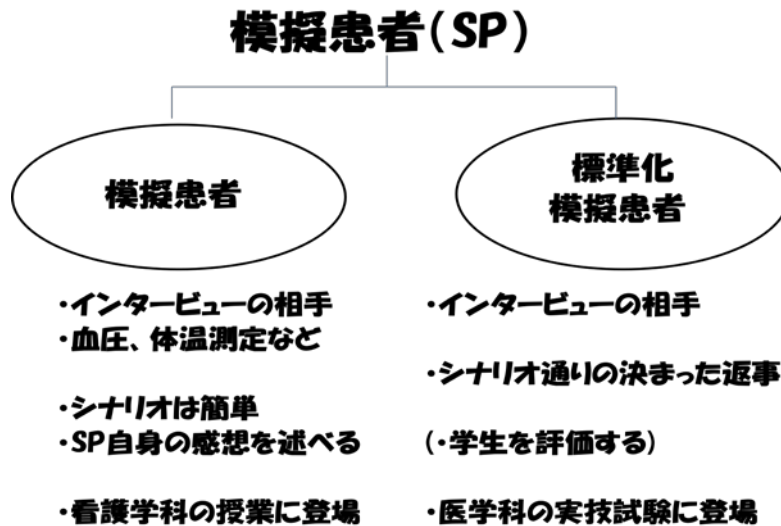 模擬患者(SP)
模擬患者
・インタービューの相手
・血圧、体温測定など
・シナリオは簡単
・SP自身の感想を述べる
・看護学科の授業に登場
標準化
模擬患者
・インタービューの相手
・シナリオ通りの決まった返事
(・学生を評価する)
・医学科の実技試験に登場